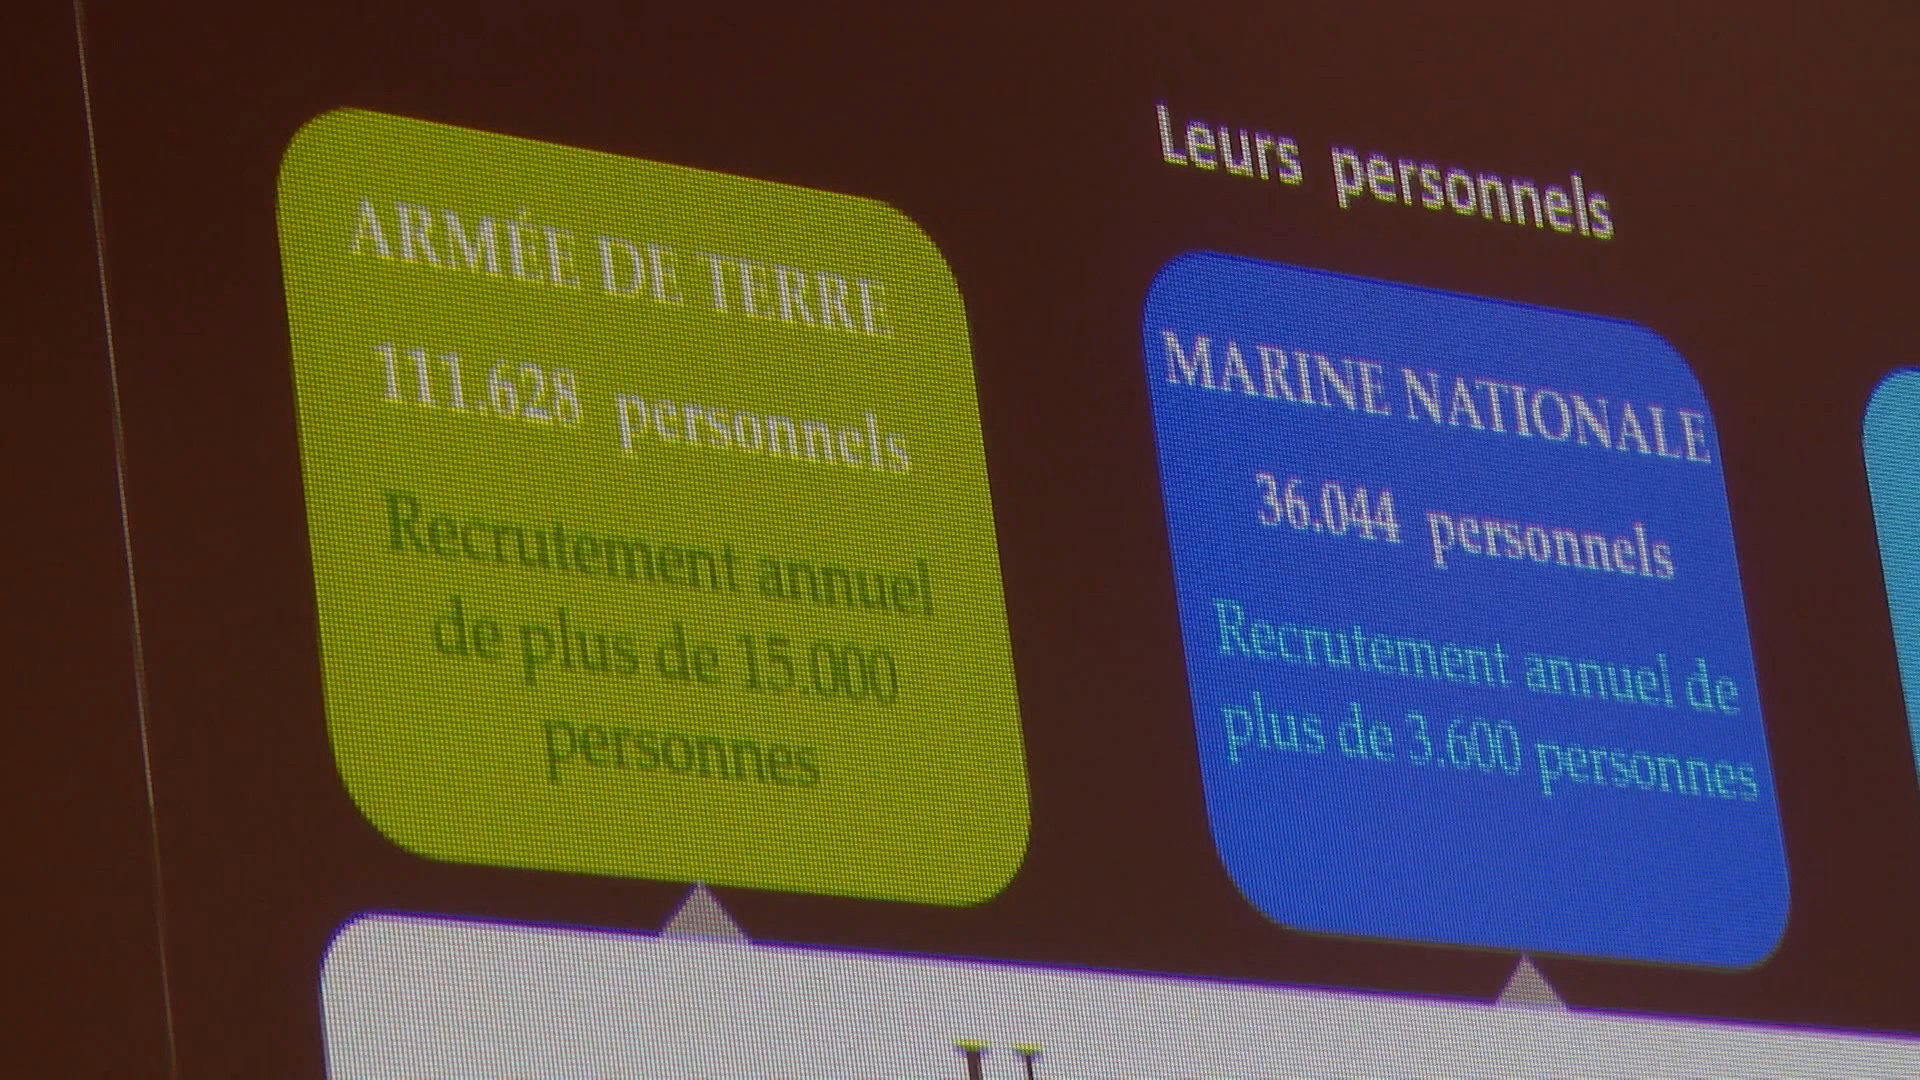 Leurs personnels
ARMÉE DE TERRE
111.628 personnels
Recrutement annuel
de plus de 15.000
personnes
MARINE NATIONALE
36.044 personnels
Recrutement annuel de
plus de 3.600 personnes